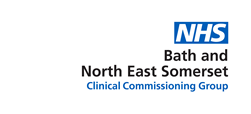 NHS
Bath and
North East Somerset
Clinical Commissioning Group